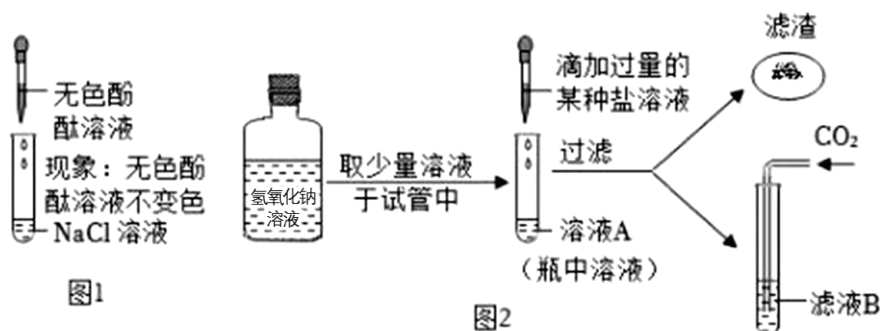 无色酚
酞溶液
现象：无色酚
酞溶液不变色
NaCl 溶液
图1
氢氧化钠
溶液
取少量溶液
于试管中
滴加过量的
某种盐溶液
过滤
溶液A
（瓶中溶液）
图2
滤渣
CO₂
滤液B